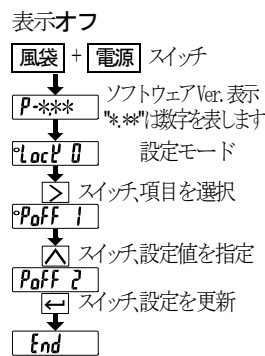 表示オフ
風袋 + 電源 スイッチ
P-*** ソフトウェアVer. 表示
"*.**"は数字を表します
°Lock 0 設定モード
> スイッチ、項目を選択
°PoFF 1
∧ スイッチ、設定値を指定
PoFF 2
↵ スイッチ、設定を更新
End